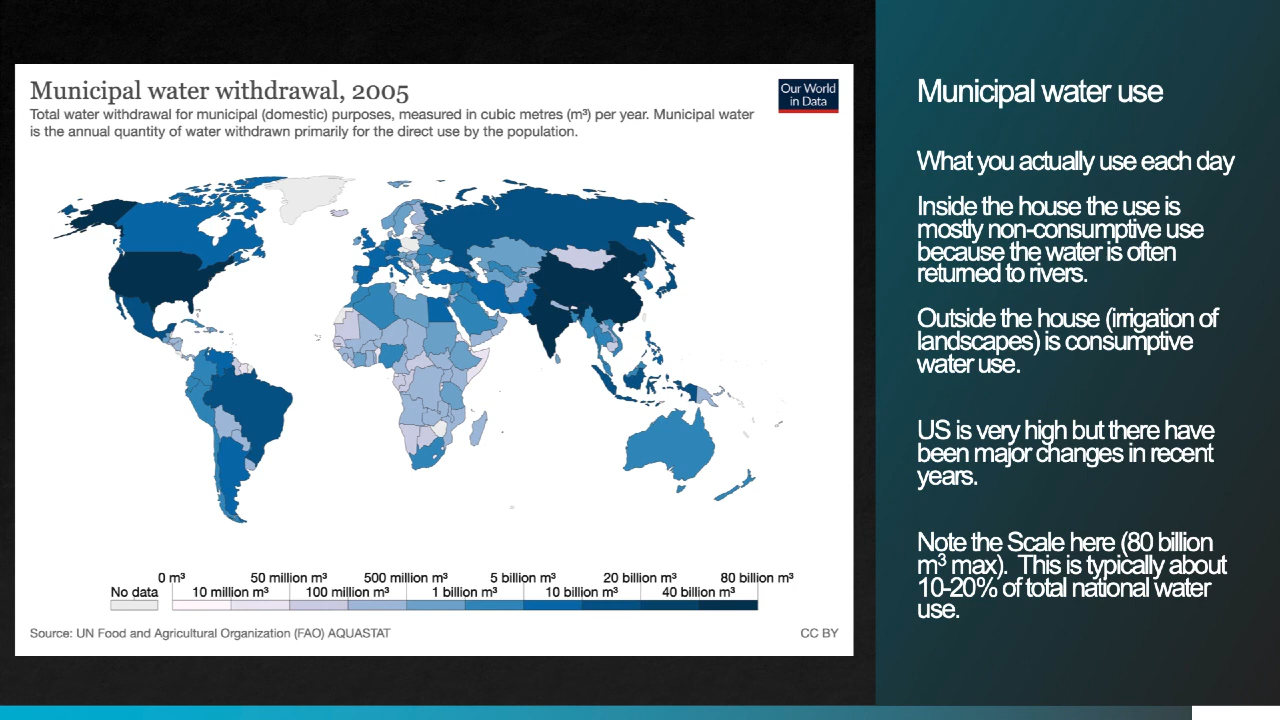 Municipal water withdrawal, 2005
Total water withdrawal for municipal (domestic) purposes, measured in cubic metres (m³) per year. Municipal water
is the annual quantity of water withdrawn primarily for the direct use by the population.
Our World
in Data
0 m³ 50 million m³ 500 million m³ 5 billion m³ 20 billion m³ 80 billion m³
No data 10 million m³ 100 million m³ 1 billion m³ 10 billion m³ 40 billion m³
Source: UN Food and Agricultural Organization (FAO) AQUASTAT
CC BY
Municipal water use
What you actually use each day
Inside the house the use is
mostly non-consumptive use
because the water is often
returned to rivers.
Outside the house (irrigation of
landscapes) is consumptive
water use.
US is very high but there have
been major changes in recent
years.
Note the Scale here (80 billion
m³ max).  This is typically about
10-20% of total national water
use.